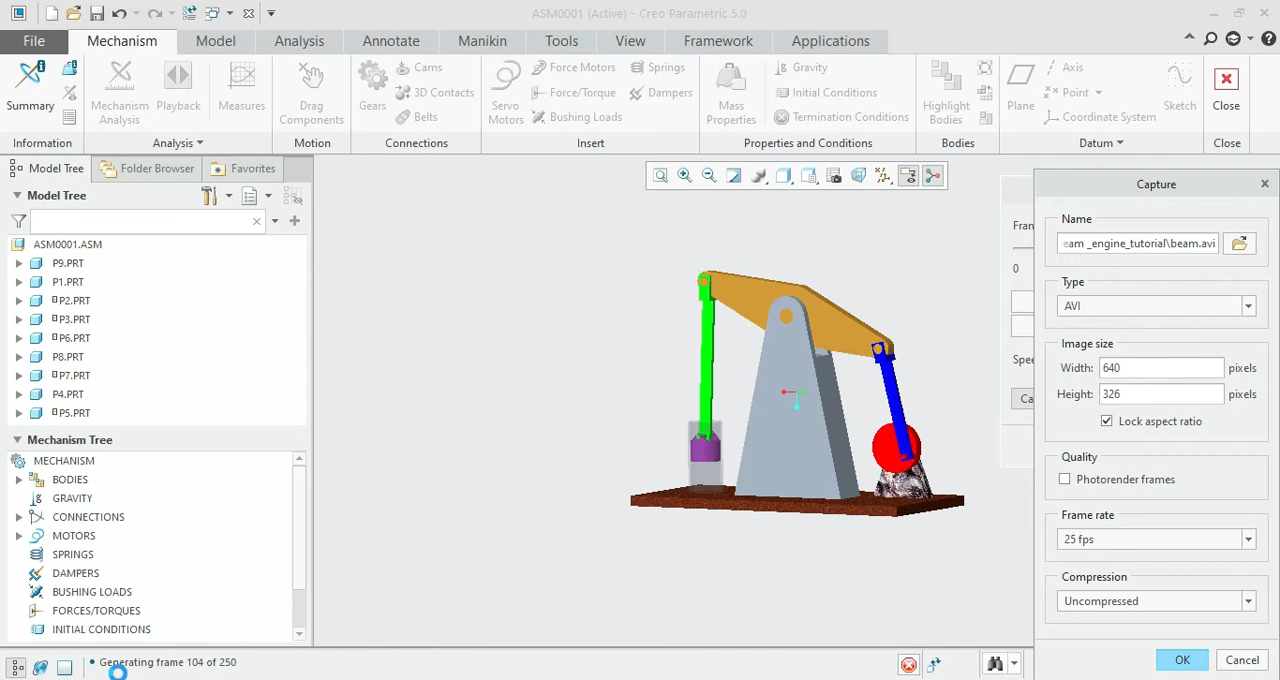 ASM0001 (Active) - Creo Parametric 5.0
File Mechanism Model Analysis Annotate Manikin Tools View Framework Applications
Summary
Mechanism Analysis
Playback
Measures
Drag Components
Gears
Cams
3D Contacts
Belts
Servo Motors
Force Motors
Force/Torque
Bushing Loads
Springs
Dampers
Mass Properties
Gravity
Initial Conditions
Termination Conditions
Highlight Bodies
Plane
Axis
Point
Coordinate System
Sketch
Close
Information Analysis Motion Connections Insert Properties and Conditions Bodies Datum Close
Model Tree Folder Browser Favorites
Model Tree
ASM0001.ASM
P9.PRT
P1.PRT
P2.PRT
P3.PRT
P6.PRT
P8.PRT
P7.PRT
P4.PRT
P5.PRT
Mechanism Tree
MECHANISM
BODIES
GRAVITY
CONNECTIONS
MOTORS
SPRINGS
DAMPERS
BUSHING LOADS
FORCES/TORQUES
INITIAL CONDITIONS
Generating frame 104 of 250
Fran
0
Spee
Ca
Capture
Name
eam _engine_tutorial\beam.avi
Type
AVI
Image size
Width: 640 pixels
Height: 326 pixels
Lock aspect ratio
Quality
Photorender frames
Frame rate
25 fps
Compression
Uncompressed
OK Cancel